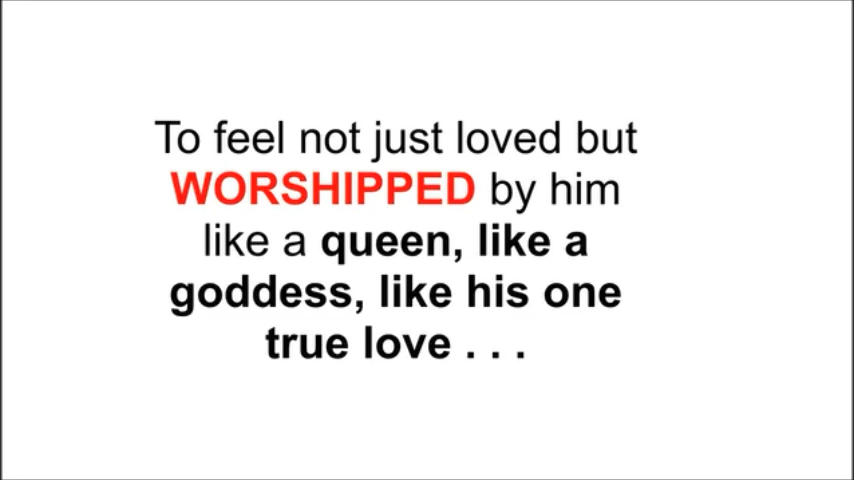 To feel not just loved but
WORSHIPPED by him
like a queen, like a
goddess, like his one
true love . . .